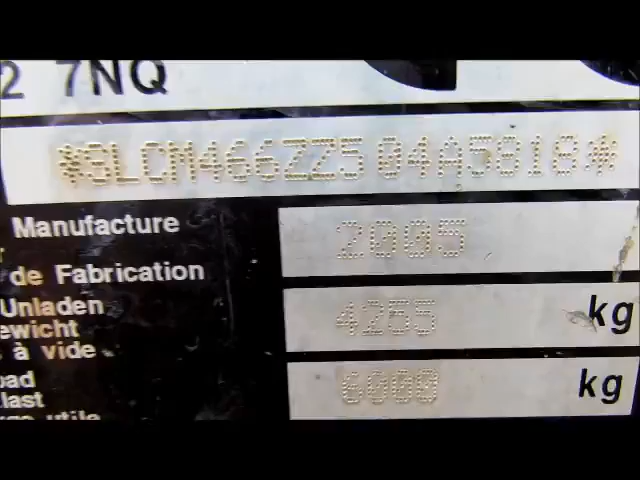 2 7NQ
*SLCM466ZZ504A5818*
Manufacture
de Fabrication
2005
Unladen
ewicht
à vide
4255 kg
oad
last
utile
6000 kg